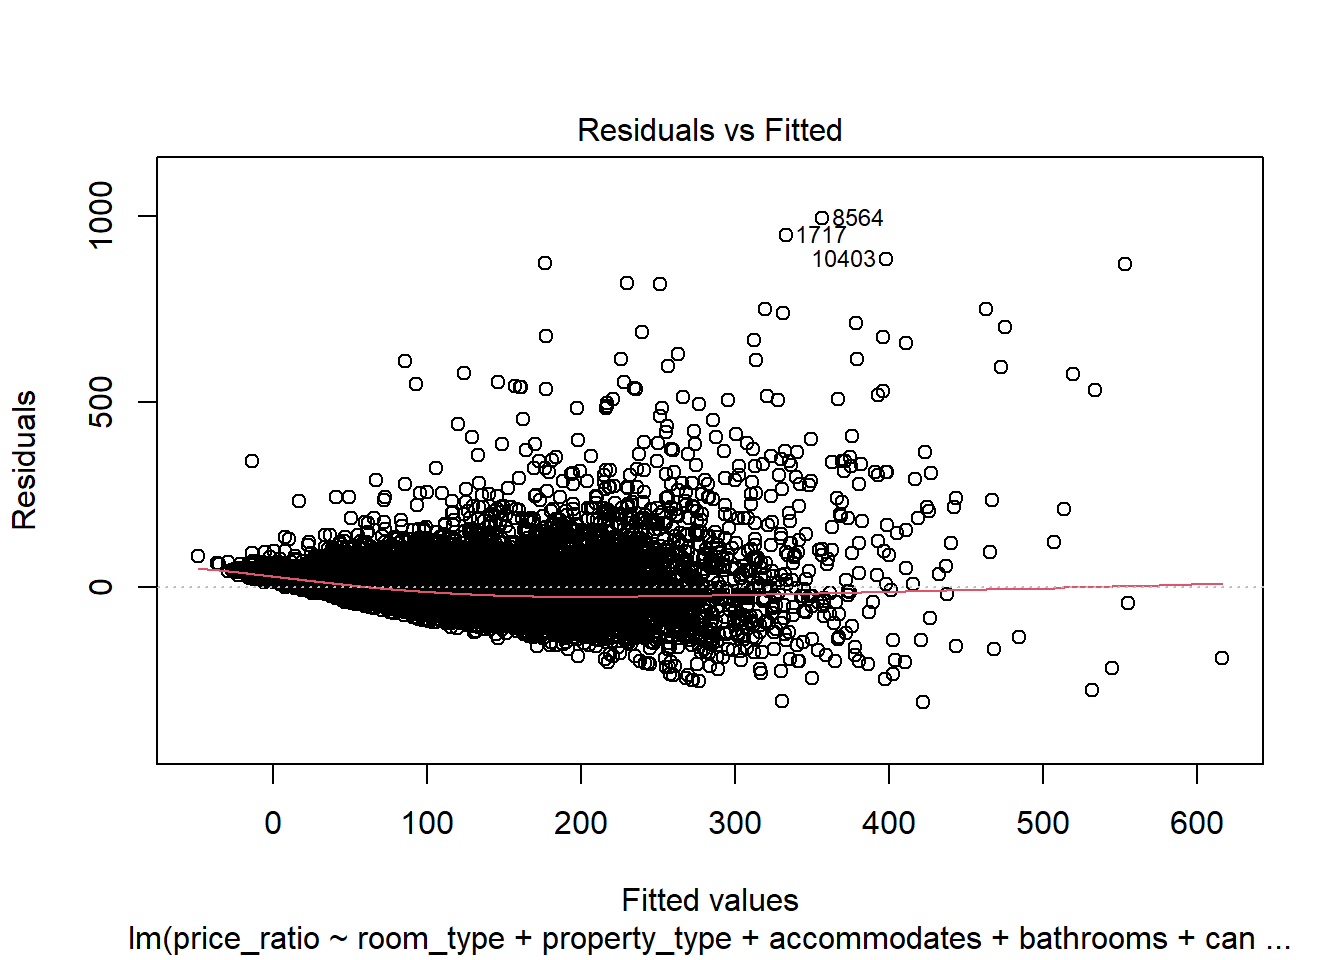 Residuals vs Fitted
Residuals
1000
500
0
8564
1717
10403
0 100 200 300 400 500 600
Fitted values
lm(price_ratio ~ room_type + property_type + accommodates + bathrooms + can ...